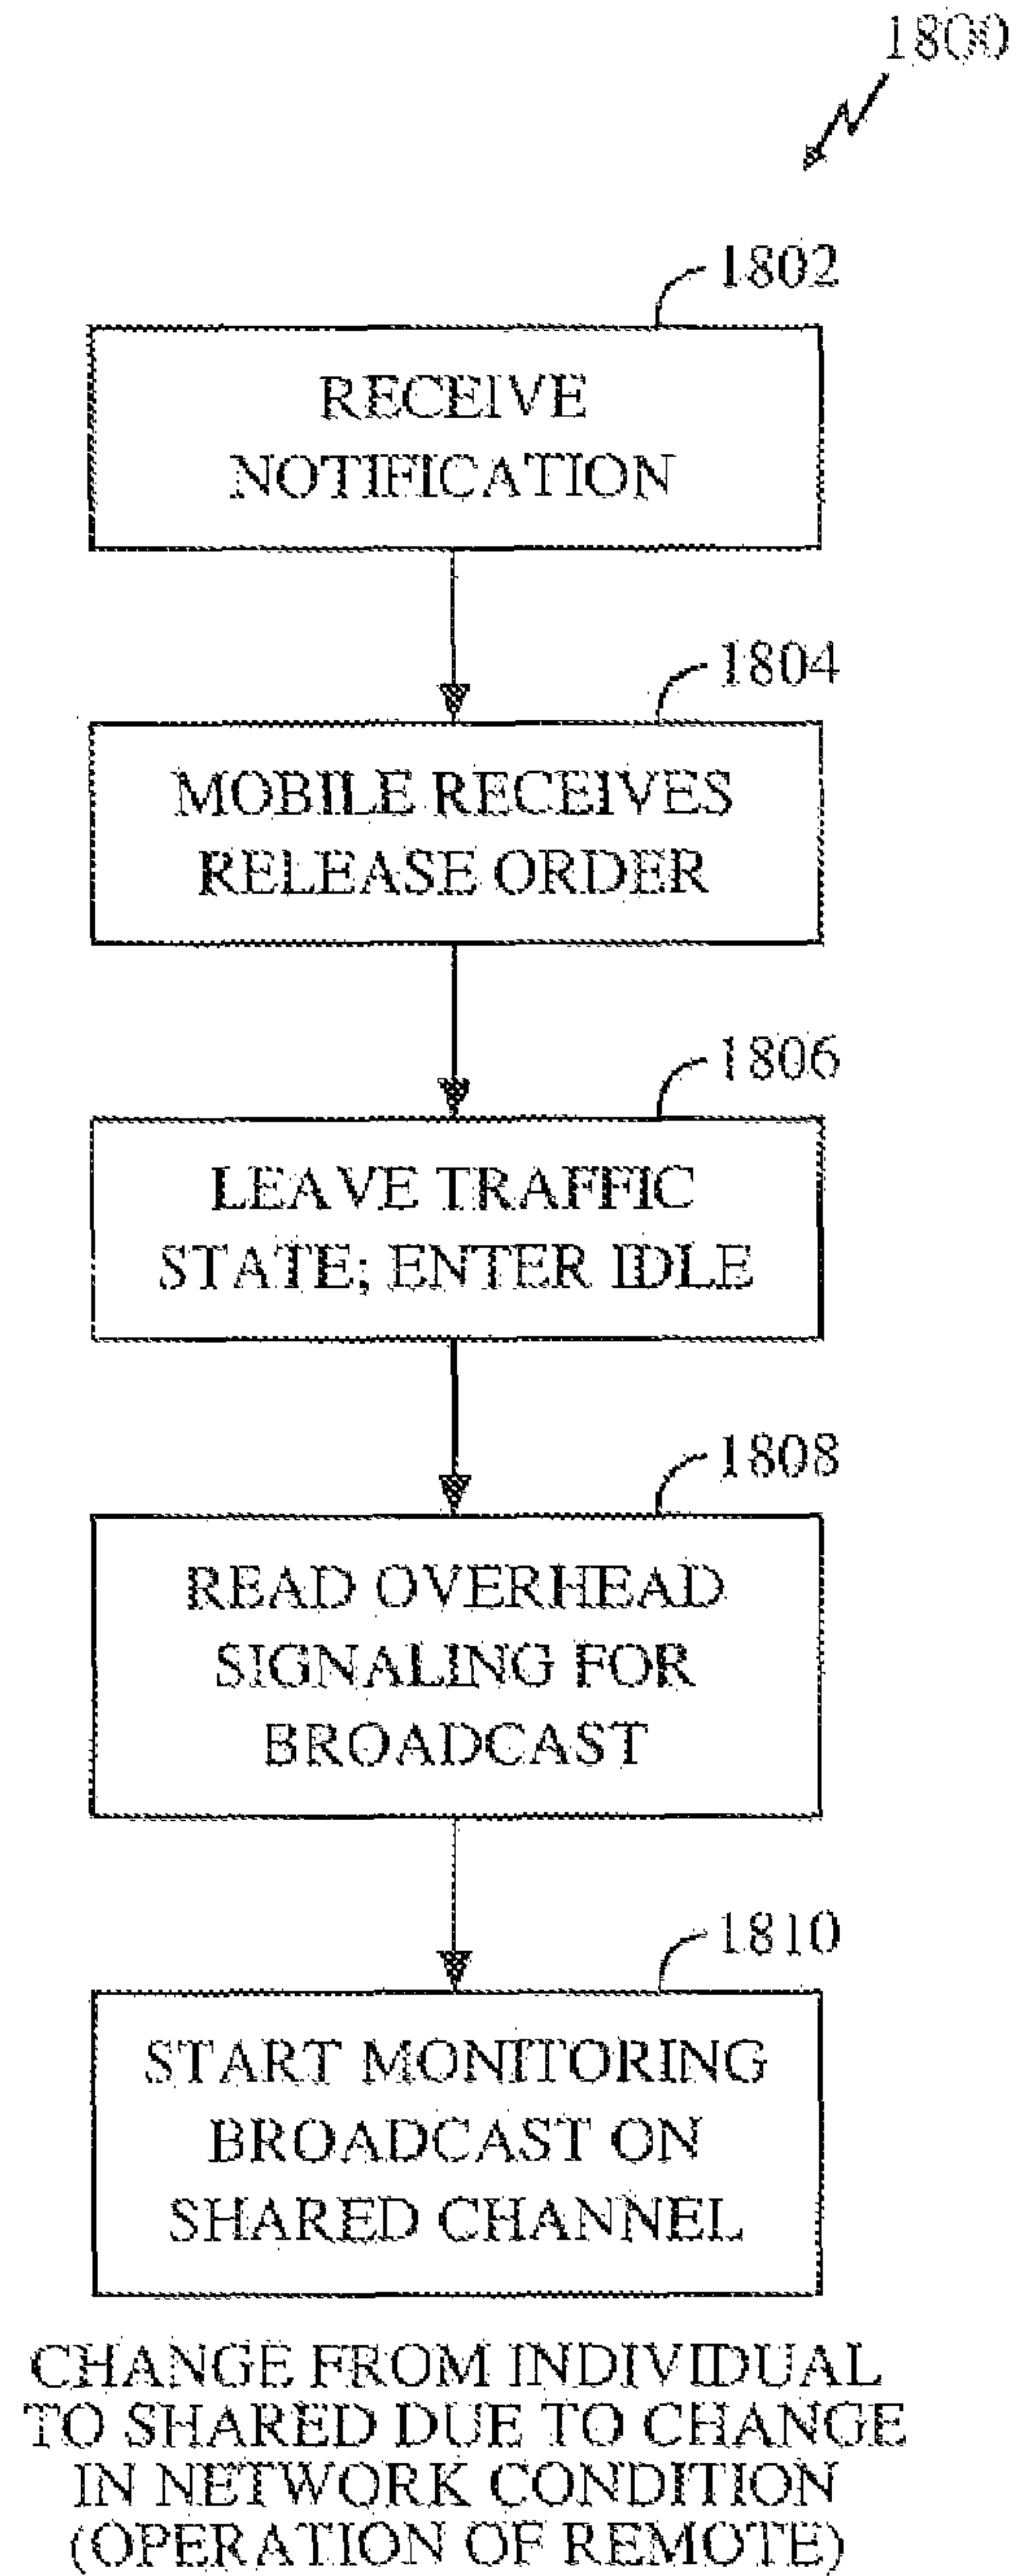 1800
1802
RECEIVE
NOTIFICATION
1804
MOBILE RECEIVES
RELEASE ORDER
1806
LEAVE TRAFFIC
STATE; ENTER IDLE
1808
READ OVERHEAD
SIGNALING FOR
BROADCAST
1810
START MONITORING
BROADCAST ON
SHARED CHANNEL
CHANGE FROM INDIVIDUAL
TO SHARED DUE TO CHANGE
IN NETWORK CONDITION
(OPERATION OF REMOTE)